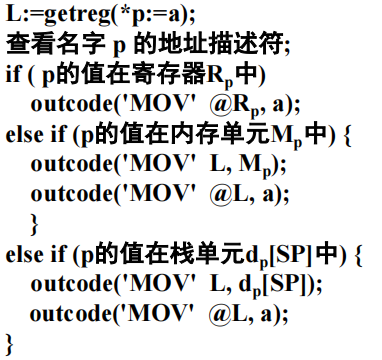 L:=getreg(*p:=a);
查看名字 p 的地址描述符;
if ( p的值在寄存器Rp中)
outcode('MOV' @Rp, a);
else if (p的值在内存单元Mp中) {
outcode('MOV' L, Mp);
outcode('MOV' @L, a);
}
else if (p的值在栈单元dp[SP]中) {
outcode('MOV' L, dp[SP]);
outcode('MOV' @L, a);
}